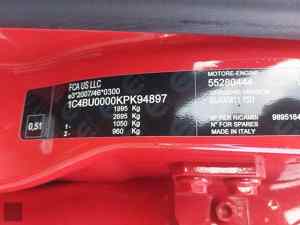 FCA US LLC
e3*2007/46*0300
1C4BU0000KPK94897
1995 Kg
2695 Kg
1- 1050 Kg
2- 960 Kg
0,51
MOTORE-ENGINE
55280444
N° PER RICAMBI
N° FOR SPARES
MADE IN ITALY